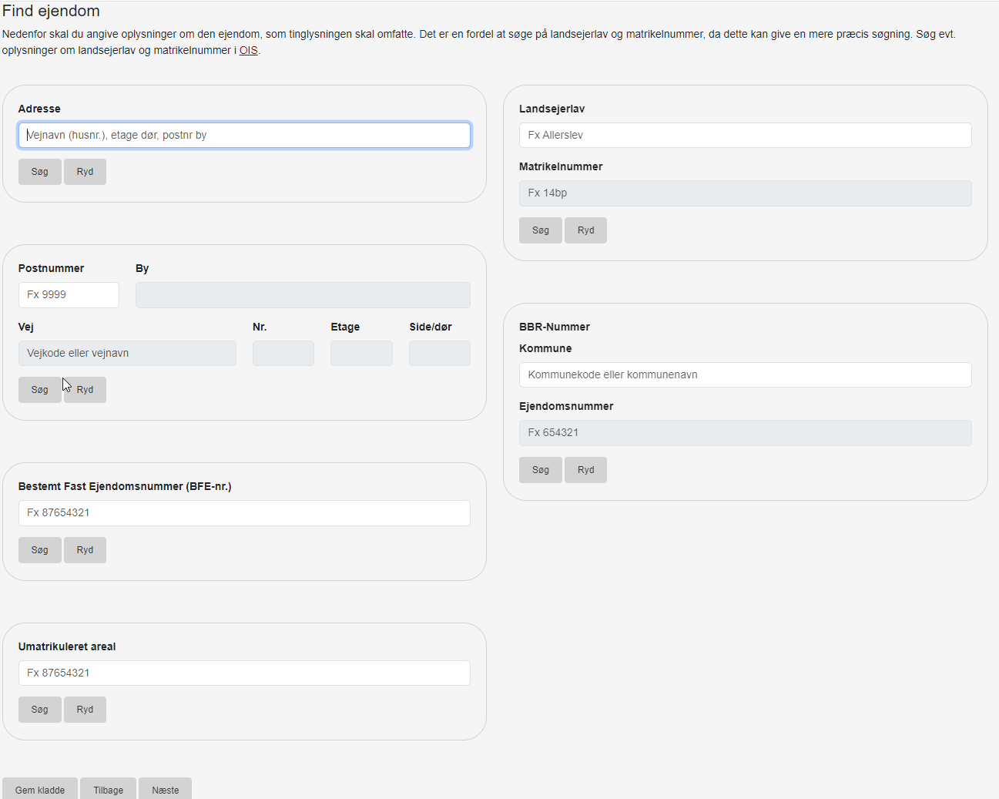 Find ejendom
Nedenfor skal du angive oplysninger om den ejendom, som tinglysningen skal omfatte. Det er en fordel at søge på landsejerlav og matrikelnummer, da dette kan give en mere præcis søgning. Søg evt.
oplysninger om landsejerlav og matrikelnummer i OIS.
Adresse
Vejnavn (husnr.), etage dør, postnr by
Søg Ryd
Postnummer By
Fx 9999
Vej Nr. Etage Side/dør
Vejkode eller vejnavn
Søg Ryd
Bestemt Fast Ejendomsnummer (BFE-nr.)
Fx 87654321
Søg Ryd
Umatrikuleret areal
Fx 87654321
Søg Ryd
Landsejerlav
Fx Allerslev
Matrikelnummer
Fx 14bp
Søg Ryd
BBR-Nummer
Kommune
Kommunekode eller kommunenavn
Ejendomsnummer
Fx 654321
Søg Ryd
Gem kladde Tilbage Næste